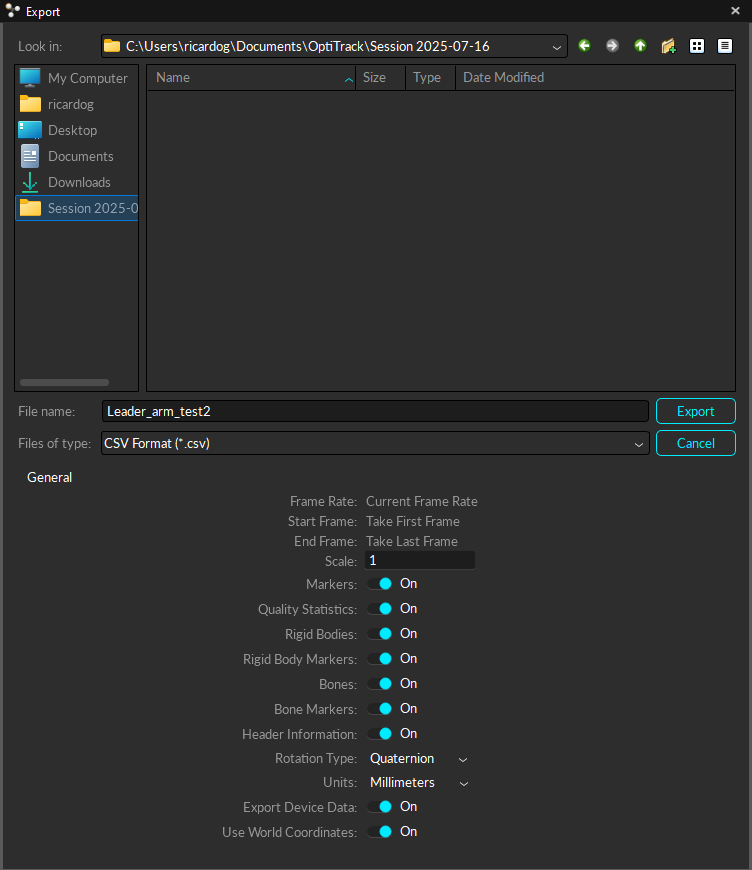 Export
Look in: C:\Users\ricardog\Documents\OptiTrack\Session 2025-07-16
My Computer
ricardog
Desktop
Documents
Downloads
Session 2025-0
Name Size Type Date Modified
File name: Leader_arm_test2 Export
Files of type: CSV Format (*.csv) Cancel
General
Frame Rate: Current Frame Rate
Start Frame: Take First Frame
End Frame: Take Last Frame
Scale: 1
Markers: On
Quality Statistics: On
Rigid Bodies: On
Rigid Body Markers: On
Bones: On
Bone Markers: On
Header Information: On
Rotation Type: Quaternion
Units: Millimeters
Export Device Data: On
Use World Coordinates: On